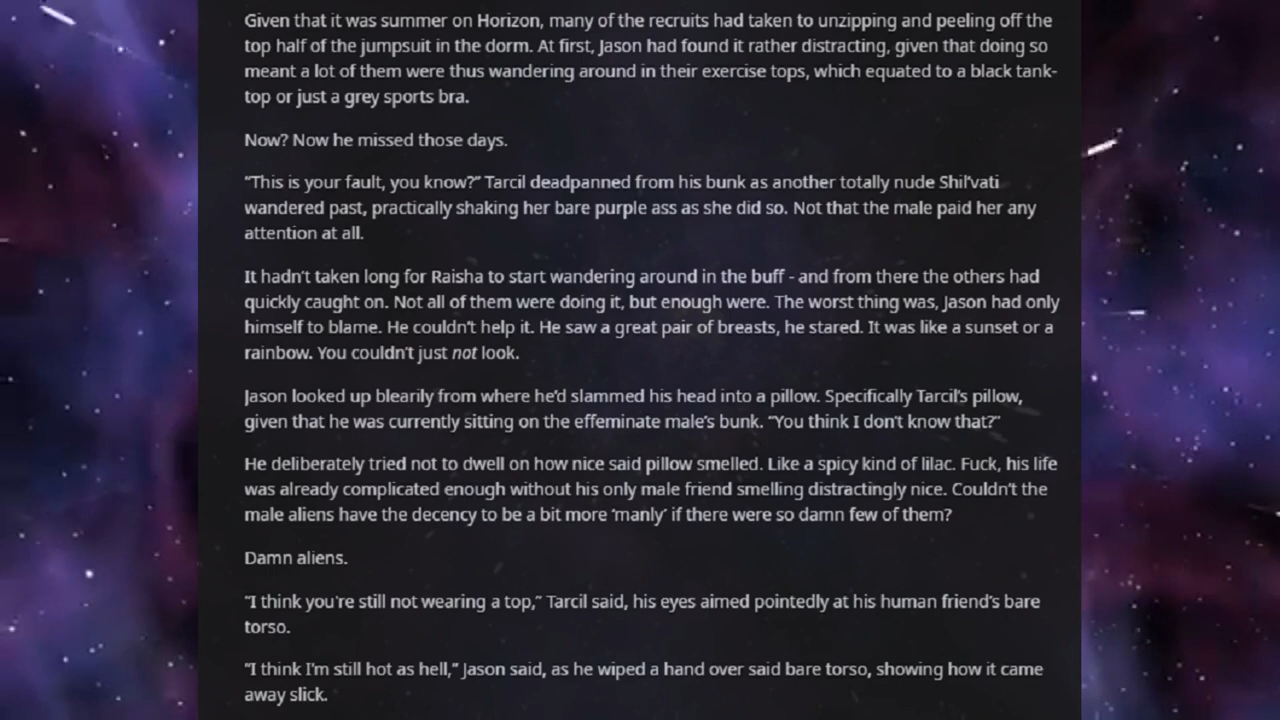 Given that it was summer on Horizon, many of the recruits had taken to unzipping and peeling off the
top half of the jumpsuit in the dorm. At first, Jason had found it rather distracting, given that doing so
meant a lot of them were thus wandering around in their exercise tops, which equated to a black tank-
top or just a grey sports bra.
Now? Now he missed those days.
“This is your fault, you know?” Tarcil deadpanned from his bunk as another totally nude Shil’vati
wandered past, practically shaking her bare purple ass as she did so. Not that the male paid her any
attention at all.
It hadn’t taken long for Raisha to start wandering around in the buff - and from there the others had
quickly caught on. Not all of them were doing it, but enough were. The worst thing was, Jason had only
himself to blame. He couldn’t help it. He saw a great pair of breasts, he stared. It was like a sunset or a
rainbow. You couldn’t just not look.
Jason looked up blearily from where he’d slammed his head into a pillow. Specifically Tarcil’s pillow,
given that he was currently sitting on the effeminate male’s bunk. “You think I don’t know that?”
He deliberately tried not to dwell on how nice said pillow smelled. Like a spicy kind of lilac. Fuck, his life
was already complicated enough without his only male friend smelling distractingly nice. Couldn’t the
male aliens have the decency to be a bit more ‘manly’ if there were so damn few of them?
Damn aliens.
“I think you’re still not wearing a top,” Tarcil said, his eyes aimed pointedly at his human friend’s bare
torso.
“I think I’m still hot as hell,” Jason said, as he wiped a hand over said bare torso, showing how it came
away slick.